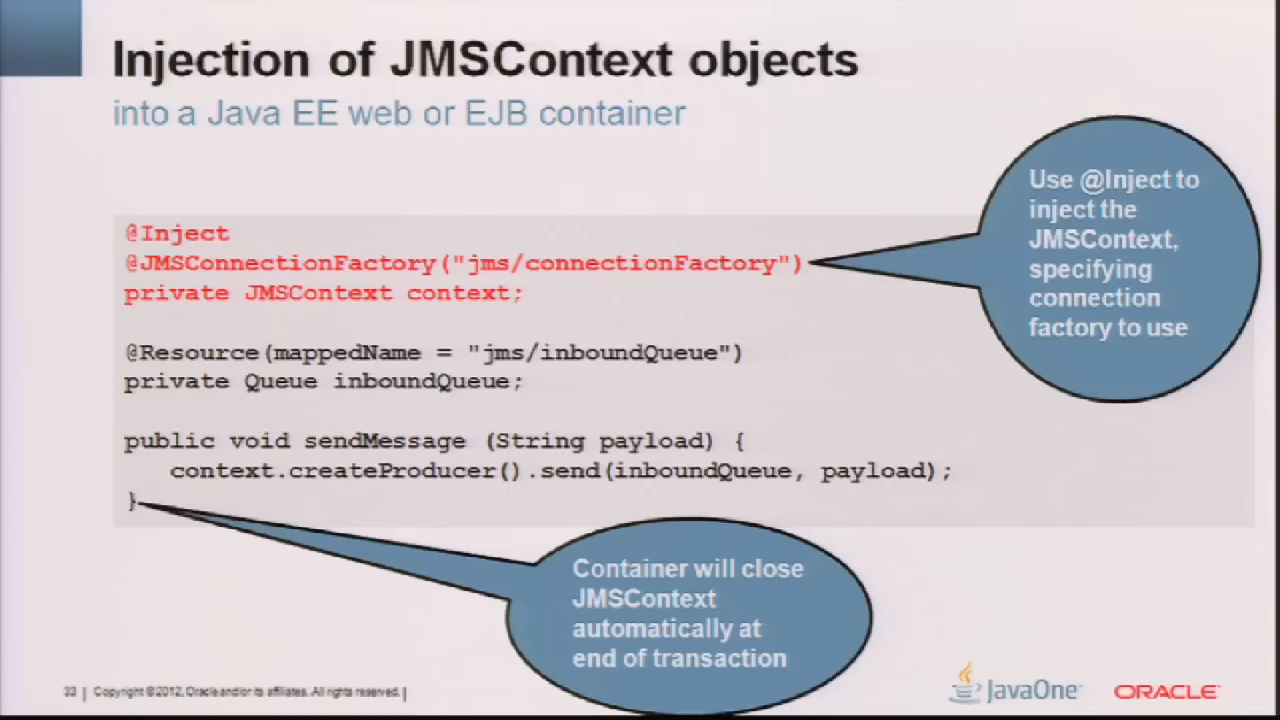 Injection of JMSContext objects
into a Java EE web or EJB container
@Inject
@JMSConnectionFactory("jms/connectionFactory")
private JMSContext context;
@Resource(mappedName = "jms/inboundQueue")
private Queue inboundQueue;
public void sendMessage (String payload) {
context.createProducer().send(inboundQueue, payload);
}
Use @Inject to
inject the
JMSContext,
specifying
connection
factory to use
Container will close
JMSContext
automatically at
end of transaction
33 | Copyright ©2012, Oracle and/or its affiliates. All rights reserved. |
JavaOne
ORACLE